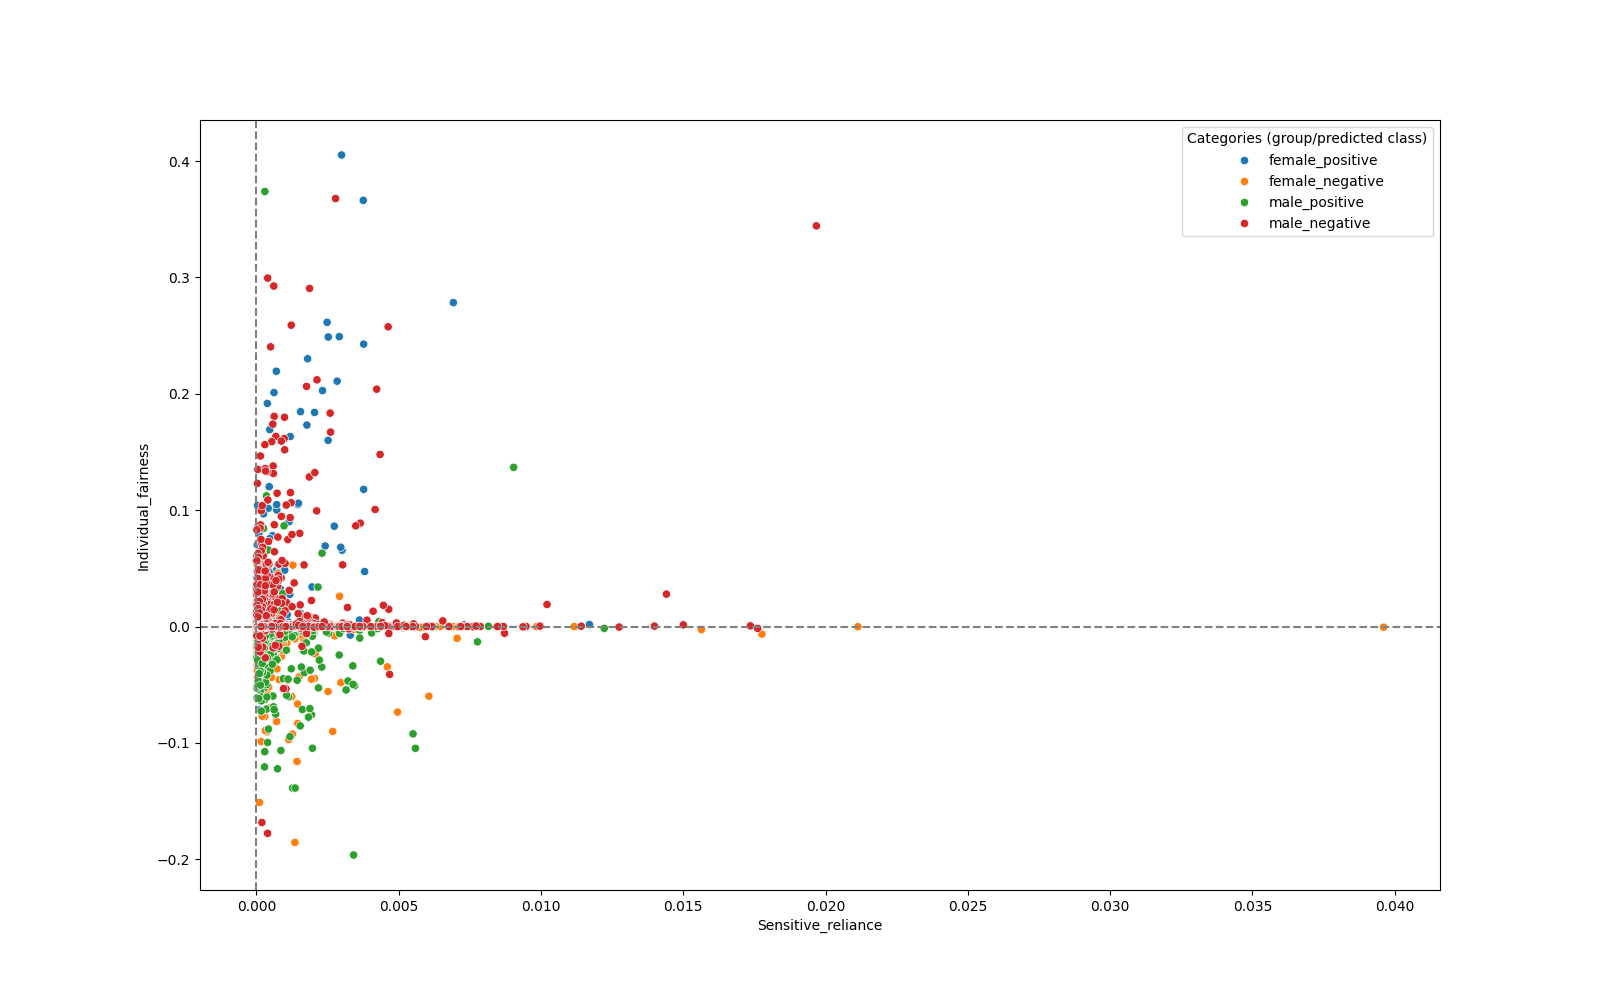 Categories (group/predicted class)
female_positive
female_negative
male_positive
male_negative
Individual_fairness
0.4
0.3
0.2
0.1
0.0
−0.1
−0.2
0.000 0.005 0.010 0.015 0.020 0.025 0.030 0.035 0.040
Sensitive_reliance